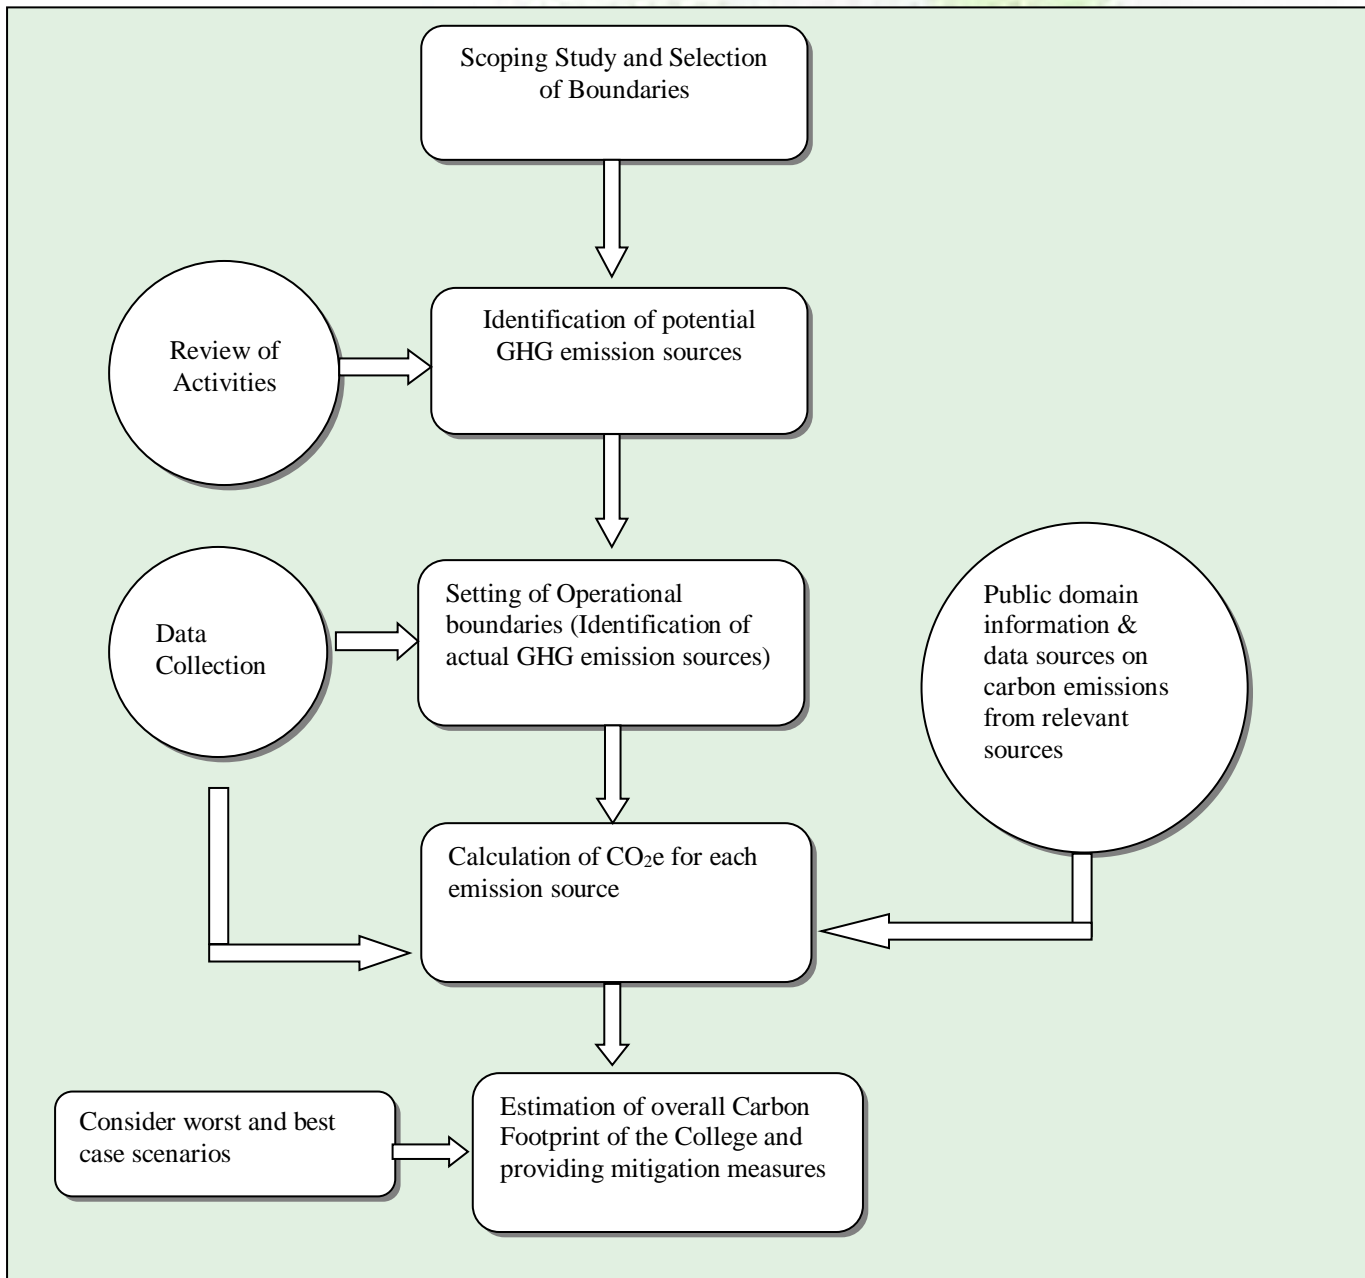 Scoping Study and Selection
of Boundaries
Review of
Activities
Identification of potential
GHG emission sources
Data
Collection
Setting of Operational
boundaries (Identification of
actual GHG emission sources)
Public domain
information &
data sources on
carbon emissions
from relevant
sources
Calculation of CO₂e for each
emission source
Consider worst and best
case scenarios
Estimation of overall Carbon
Footprint of the College and
providing mitigation measures